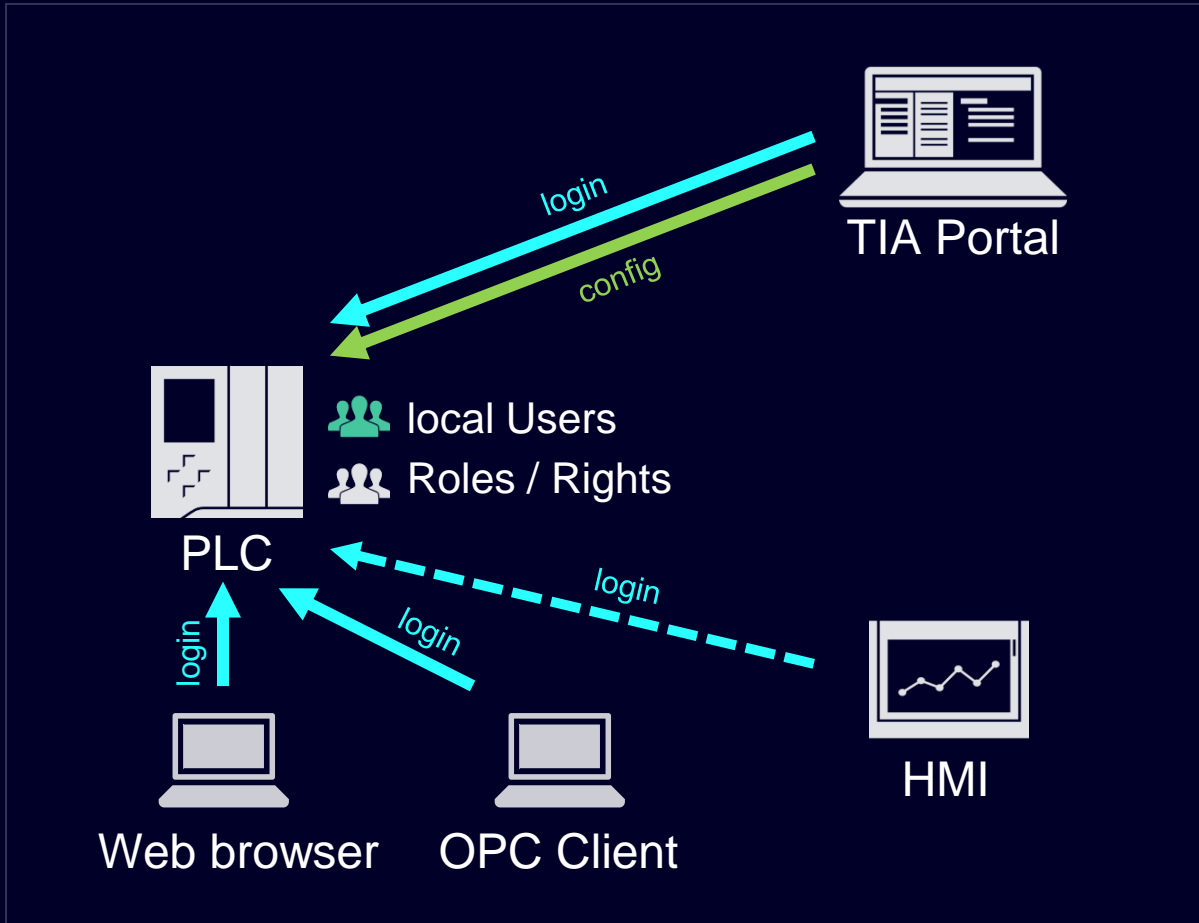 TIA Portal
login
config
local Users
Roles / Rights
PLC
login
login
login
HMI
Web browser
OPC Client